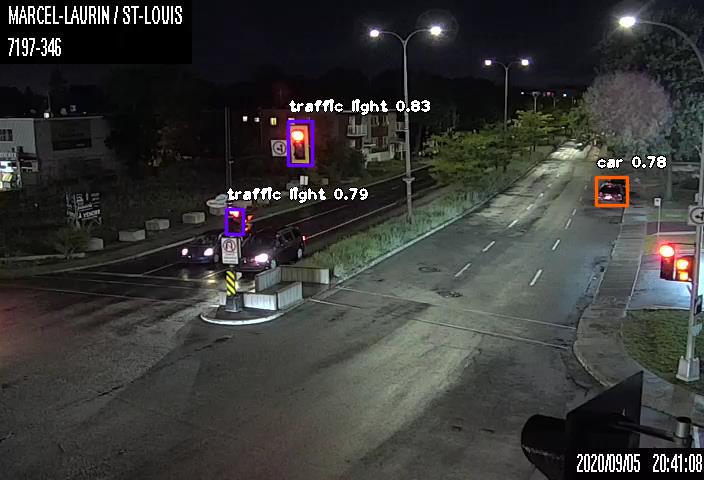 MARCEL-LAURIN / ST-LOUIS
7197-346
traffic light 0.83
car 0.78
traffic light 0.79
2020/09/05 20:41:08